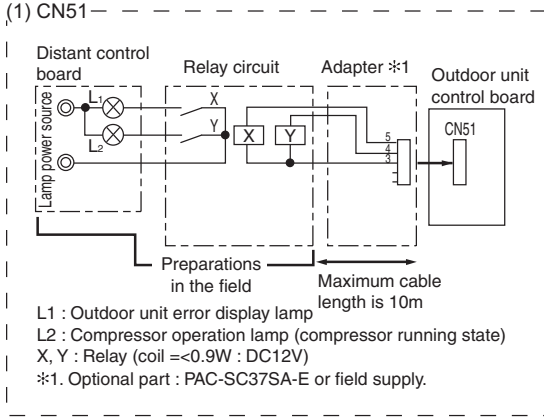 (1) CN51
Distant control
board
Relay circuit
Adapter ✻1
Outdoor unit
control board
Lamp power source
L1
L2
X
Y
X
Y
5
4
3
CN51
Preparations
in the field
Maximum cable
length is 10m
L1 : Outdoor unit error display lamp
L2 : Compressor operation lamp (compressor running state)
X, Y : Relay (coil =<0.9W : DC12V)
✻1. Optional part : PAC-SC37SA-E or field supply.